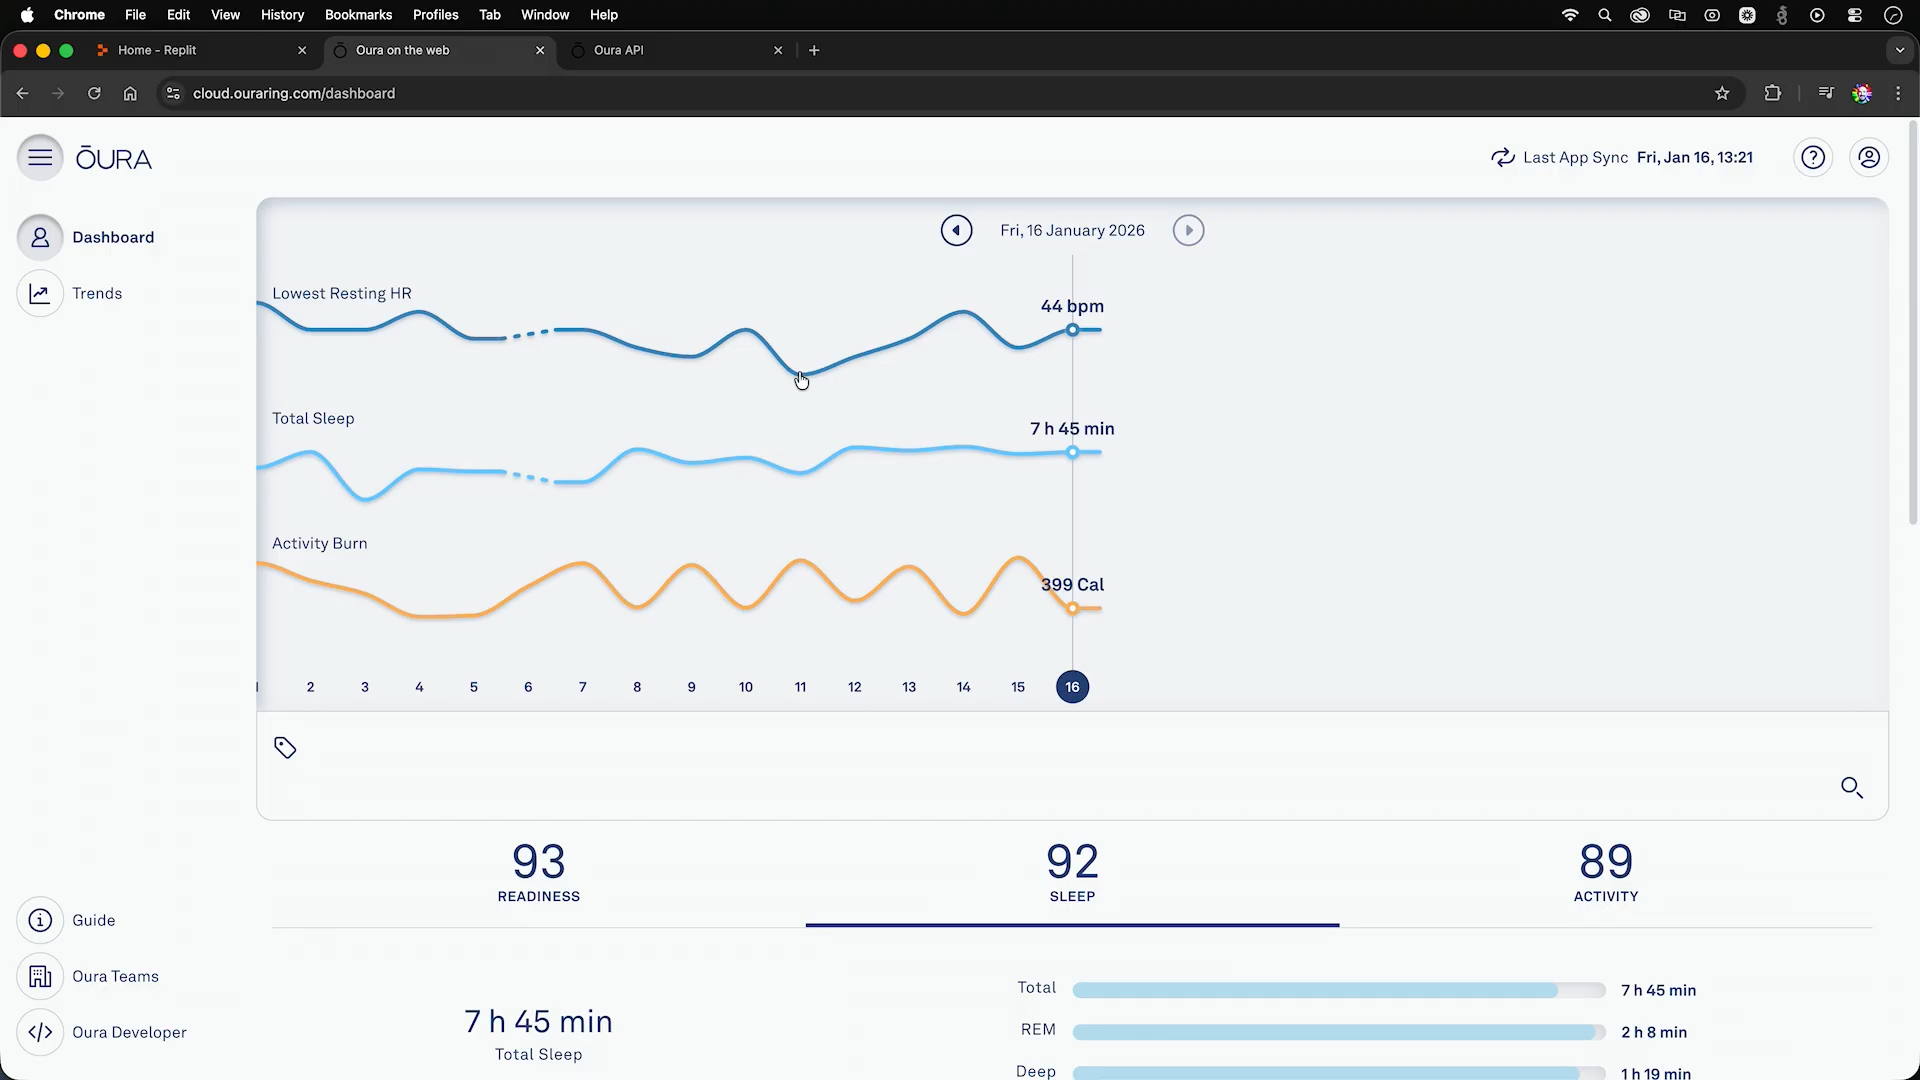 Chrome File Edit View History Bookmarks Profiles Tab Window Help
Home - Replit Oura on the web Oura API
cloud.ouraring.com/dashboard
ŌURA
Last App Sync Fri, Jan 16, 13:21
Dashboard
Trends
Fri, 16 January 2026
Lowest Resting HR
44 bpm
Total Sleep
7 h 45 min
Activity Burn
399 Cal
1 2 3 4 5 6 7 8 9 10 11 12 13 14 15 16
93
READINESS
92
SLEEP
89
ACTIVITY
Guide
Oura Teams
Oura Developer
7 h 45 min
Total Sleep
Total 7 h 45 min
REM 2 h 8 min
Deep 1 h 19 min